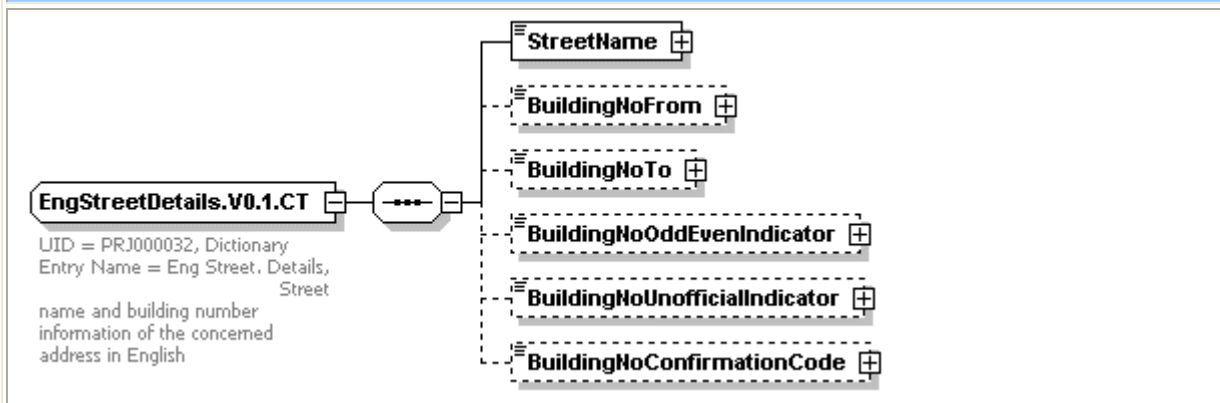 StreetName
BuildingNoFrom
BuildingNoTo
EngStreetDetails.V0.1.CT
UID = PRJ000032, Dictionary
Entry Name = Eng Street. Details,
Street
name and building number
information of the concerned
address in English
BuildingNoOddEvenIndicator
BuildingNoUnofficialIndicator
BuildingNoConfirmationCode